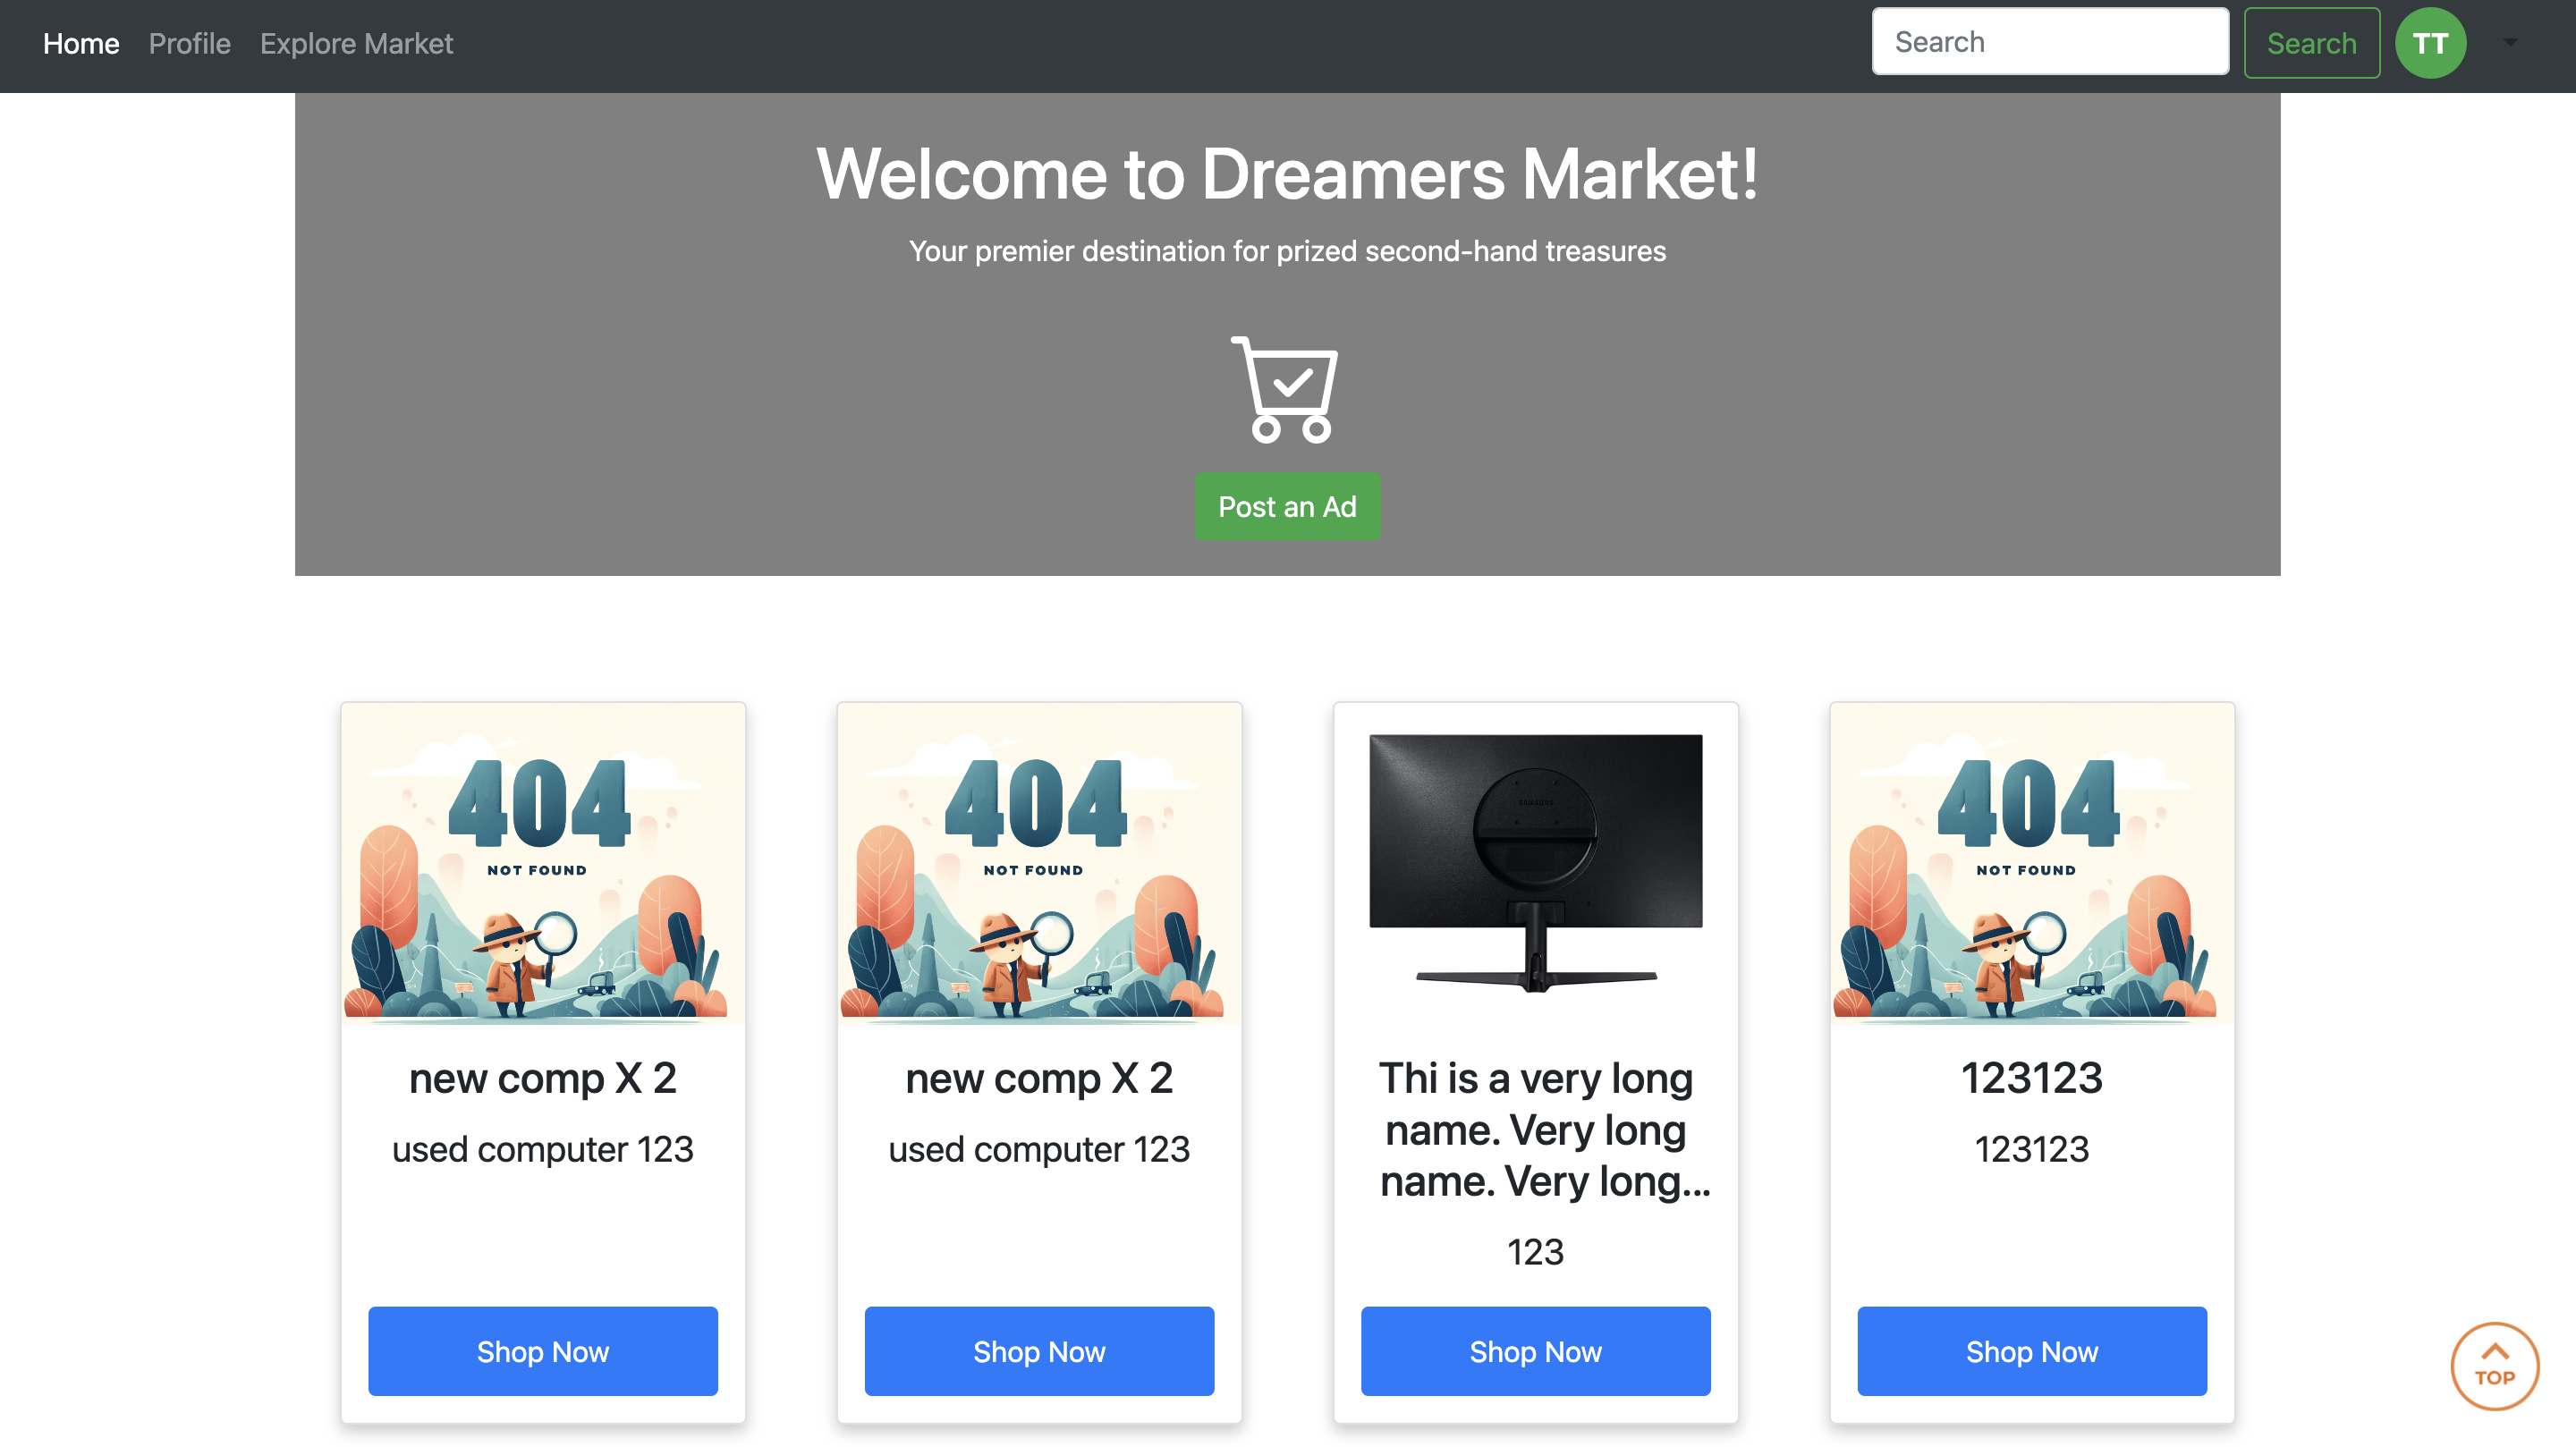 Home Profile Explore Market Search Search TT
Welcome to Dreamers Market!
Your premier destination for prized second-hand treasures
Post an Ad
404
NOT FOUND
new comp X 2
used computer 123
Shop Now
404
NOT FOUND
new comp X 2
used computer 123
Shop Now
SAMSUNG
Thi is a very long
name. Very long
name. Very long...
123
Shop Now
404
NOT FOUND
123123
123123
Shop Now
TOP